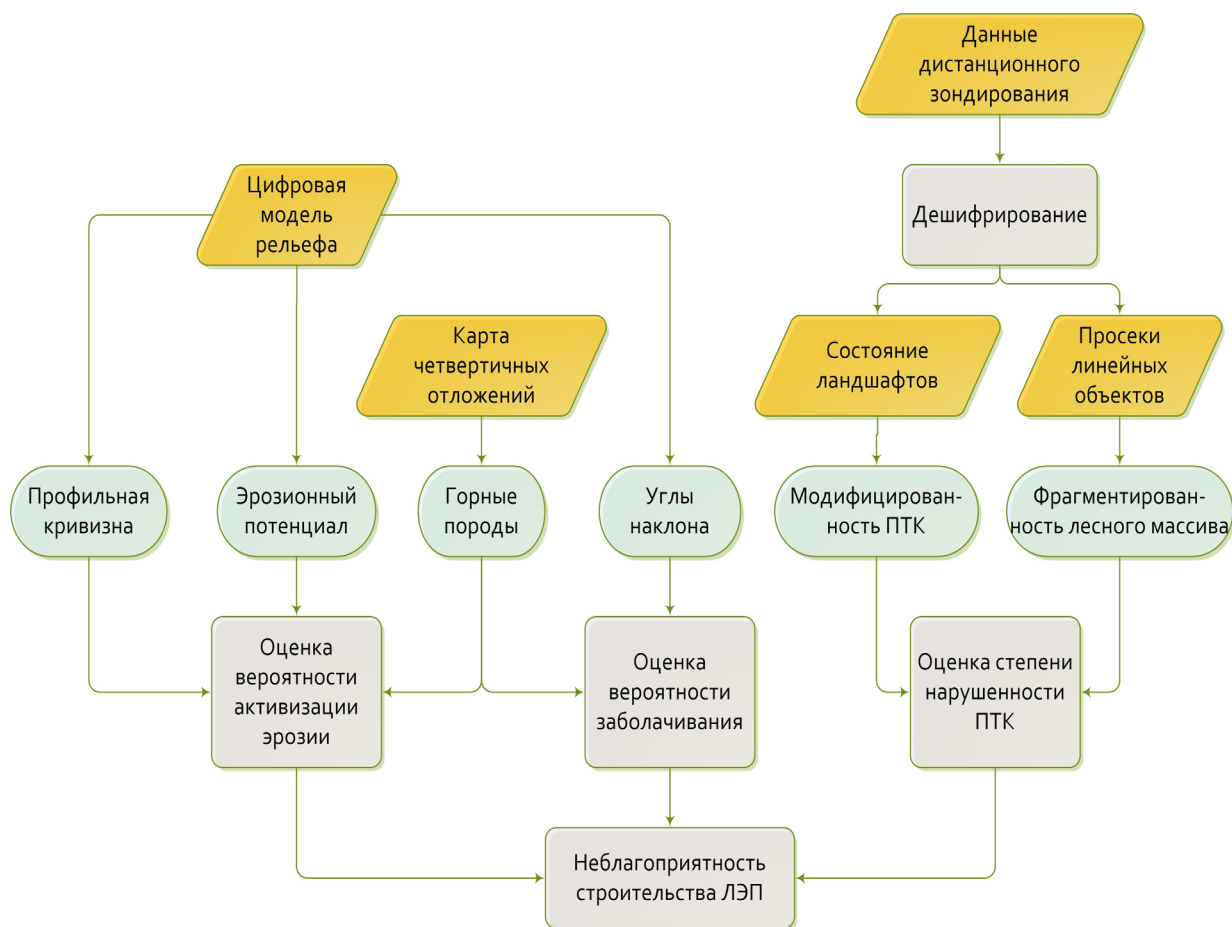 Данные
дистанционного
зондирования
Цифровая
модель
рельефа
Дешифрирование
Карта
четвертичных
отложений
Состояние
ландшафтов
Просеки
линейных
объектов
Профильная
кривизна
Эрозионный
потенциал
Горные
породы
Углы
наклона
Модифицирован-
ность ПТК
Фрагментирован-
ность лесного массива
Оценка
вероятности
активизации
эрозии
Оценка
вероятности
заболачивания
Оценка степени
нарушенности
ПТК
Неблагоприятность
строительства ЛЭП